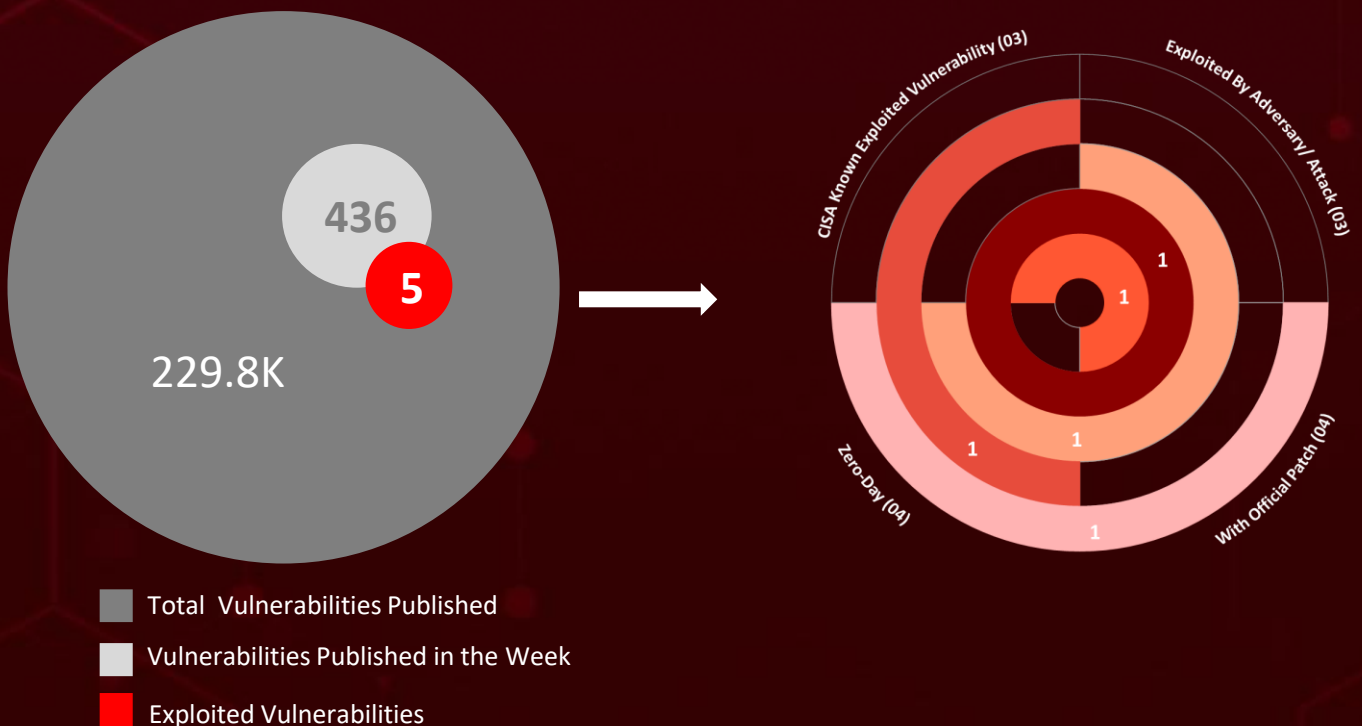 436
5
229.8K
Total Vulnerabilities Published
Vulnerabilities Published in the Week
Exploited Vulnerabilities
CISA Known Exploited Vulnerability (03)
Exploited By Adversary/ Attack (03)
1
1
1
1
1
Zero-Day (04)
With Official Patch (04)